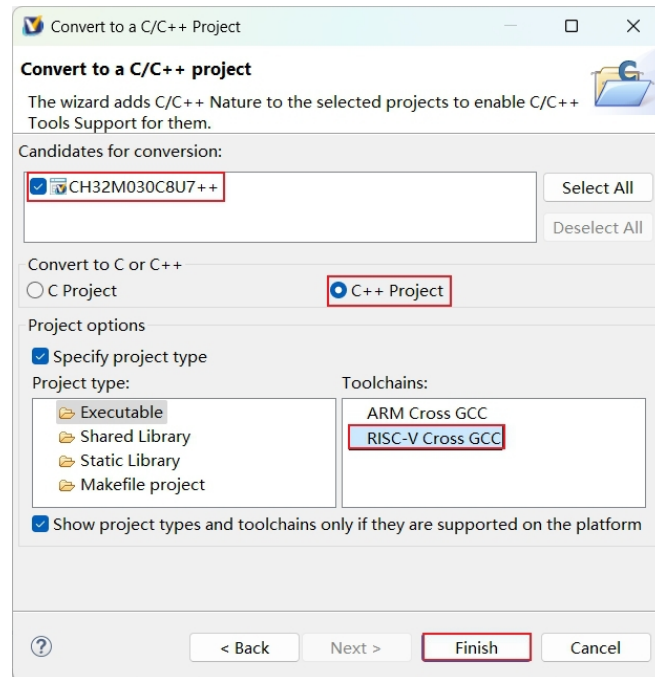 Convert to a C/C++ Project
Convert to a C/C++ project
The wizard adds C/C++ Nature to the selected projects to enable C/C++
Tools Support for them.
Candidates for conversion:
CH32M030C8U7++
Select All
Deselect All
Convert to C or C++
C Project
C++ Project
Project options
Specify project type
Project type:
Toolchains:
Executable
Shared Library
Static Library
Makefile project
ARM Cross GCC
RISC-V Cross GCC
Show project types and toolchains only if they are supported on the platform
?
< Back
Next >
Finish
Cancel